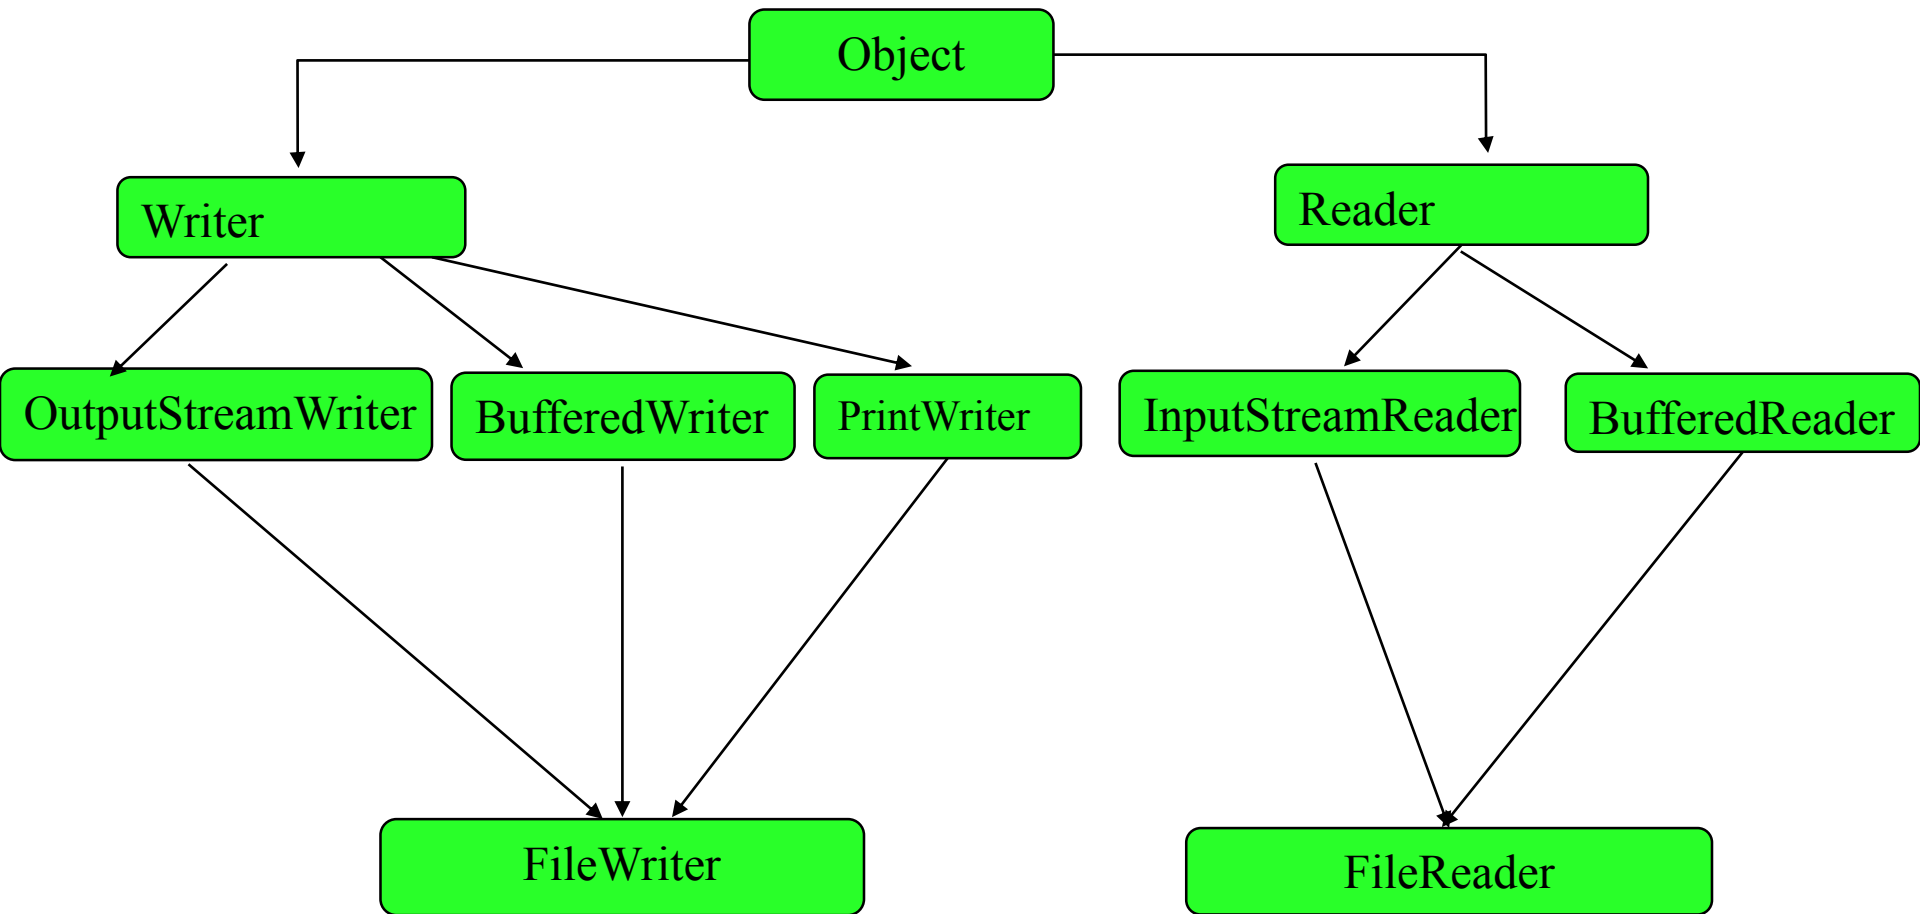 Object
Writer
Reader
OutputStreamWriter
BufferedWriter
PrintWriter
InputStreamReader
BufferedReader
FileWriter
FileReader